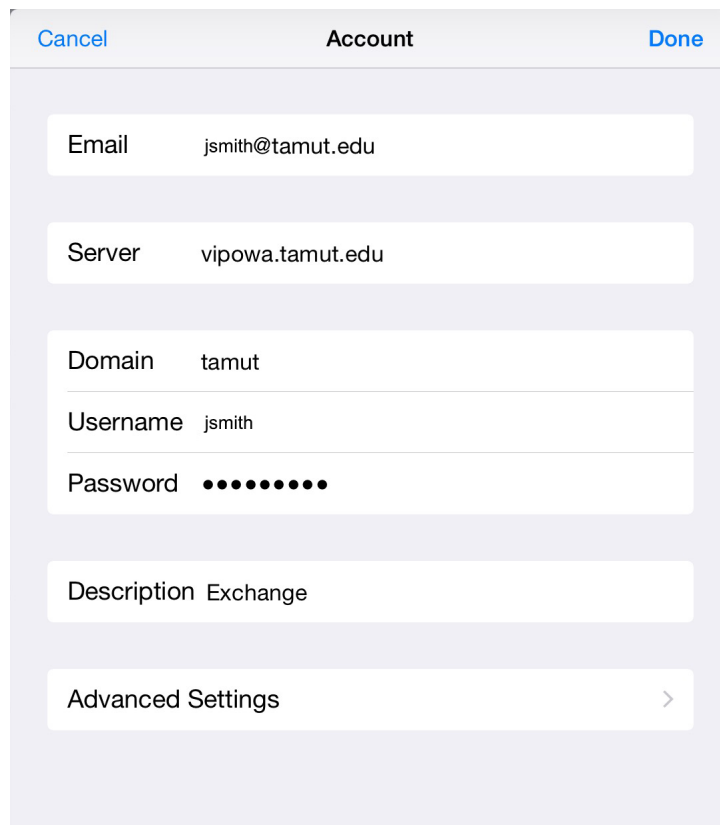 Cancel Account Done
Email jsmith@tamut.edu
Server vipowa.tamut.edu
Domain tamut
Username jsmith
Password •••••••••
Description Exchange
Advanced Settings